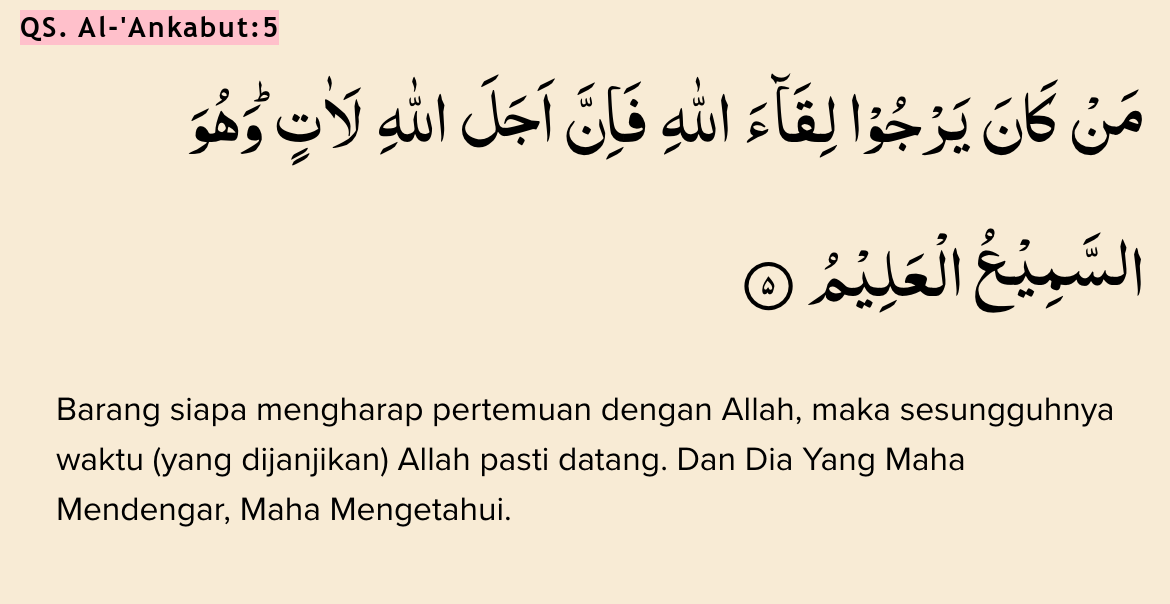 QS. Al-'Ankabut:5
مَنْ كَانَ يَرْجُوْا لِقَاۤءَ اللّٰهِ فَاِنَّ اَجَلَ اللّٰهِ لَاٰتٍ ۗوَهُوَ
السَّمِيْعُ الْعَلِيْمُ ۵
Barang siapa mengharap pertemuan dengan Allah, maka sesungguhnya
waktu (yang dijanjikan) Allah pasti datang. Dan Dia Yang Maha
Mendengar, Maha Mengetahui.